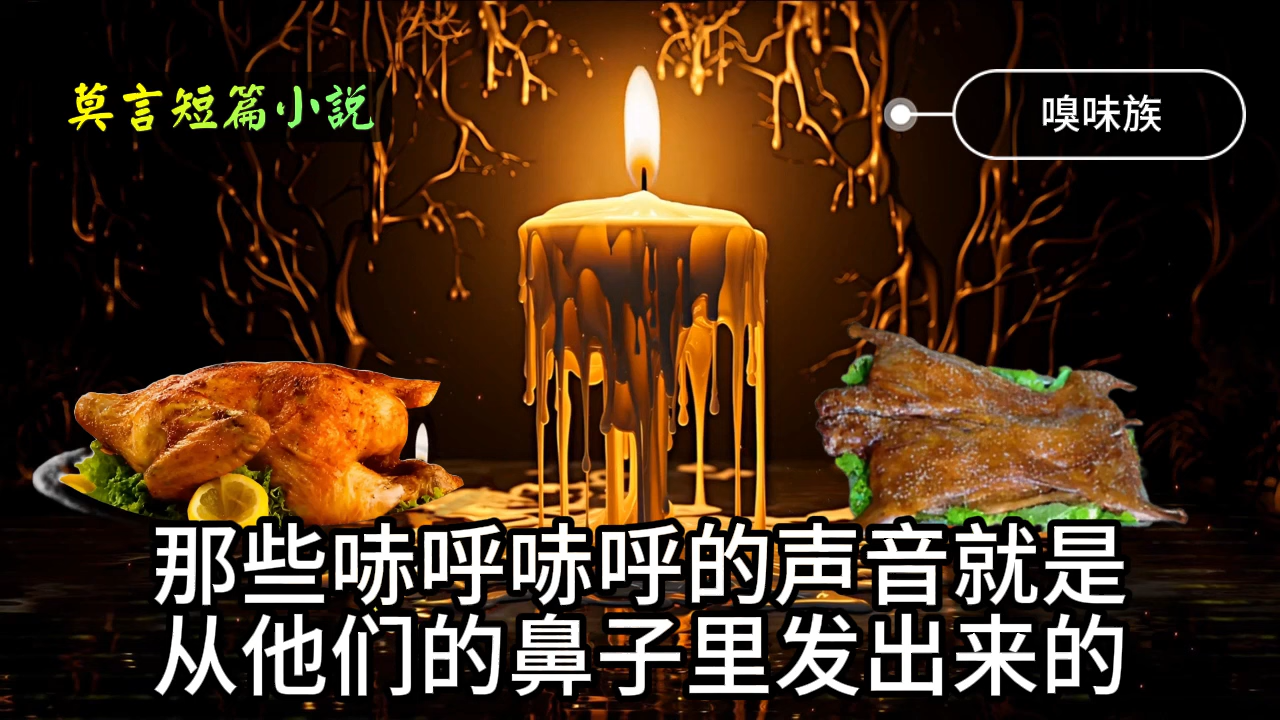 莫言短篇小説
嗅味族
那些哧呼哧呼的声音就是
从他们的鼻子里发出来的